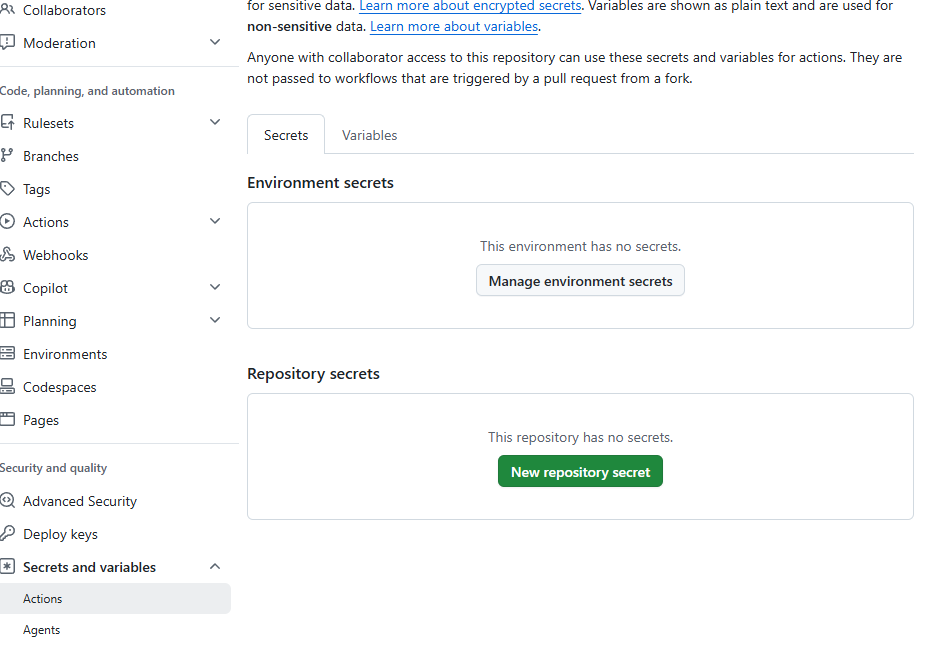 Collaborators
Moderation
Code, planning, and automation
Rulesets
Branches
Tags
Actions
Webhooks
Copilot
Planning
Environments
Codespaces
Pages
Security and quality
Advanced Security
Deploy keys
Secrets and variables
Actions
Agents
for sensitive data. Learn more about encrypted secrets. Variables are shown as plain text and are used for
non-sensitive data. Learn more about variables.
Anyone with collaborator access to this repository can use these secrets and variables for actions. They are
not passed to workflows that are triggered by a pull request from a fork.
Secrets
Variables
Environment secrets
This environment has no secrets.
Manage environment secrets
Repository secrets
This repository has no secrets.
New repository secret